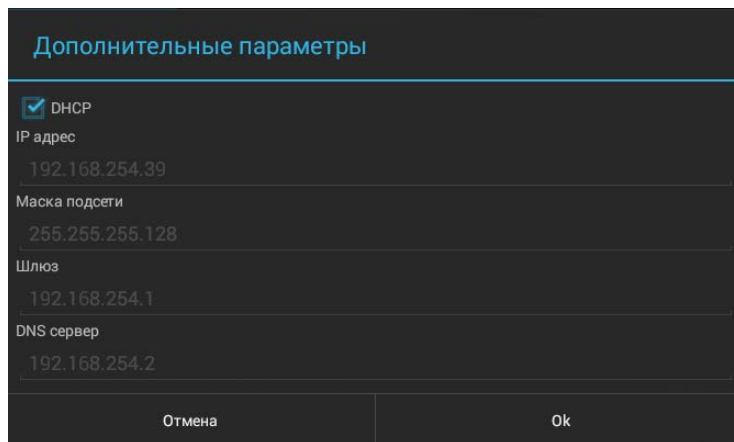 Дополнительные параметры
DHCP
IP адрес
192.168.254.39
Маска подсети
255.255.255.128
Шлюз
192.168.254.1
DNS сервер
192.168.254.2
Отмена
Ok